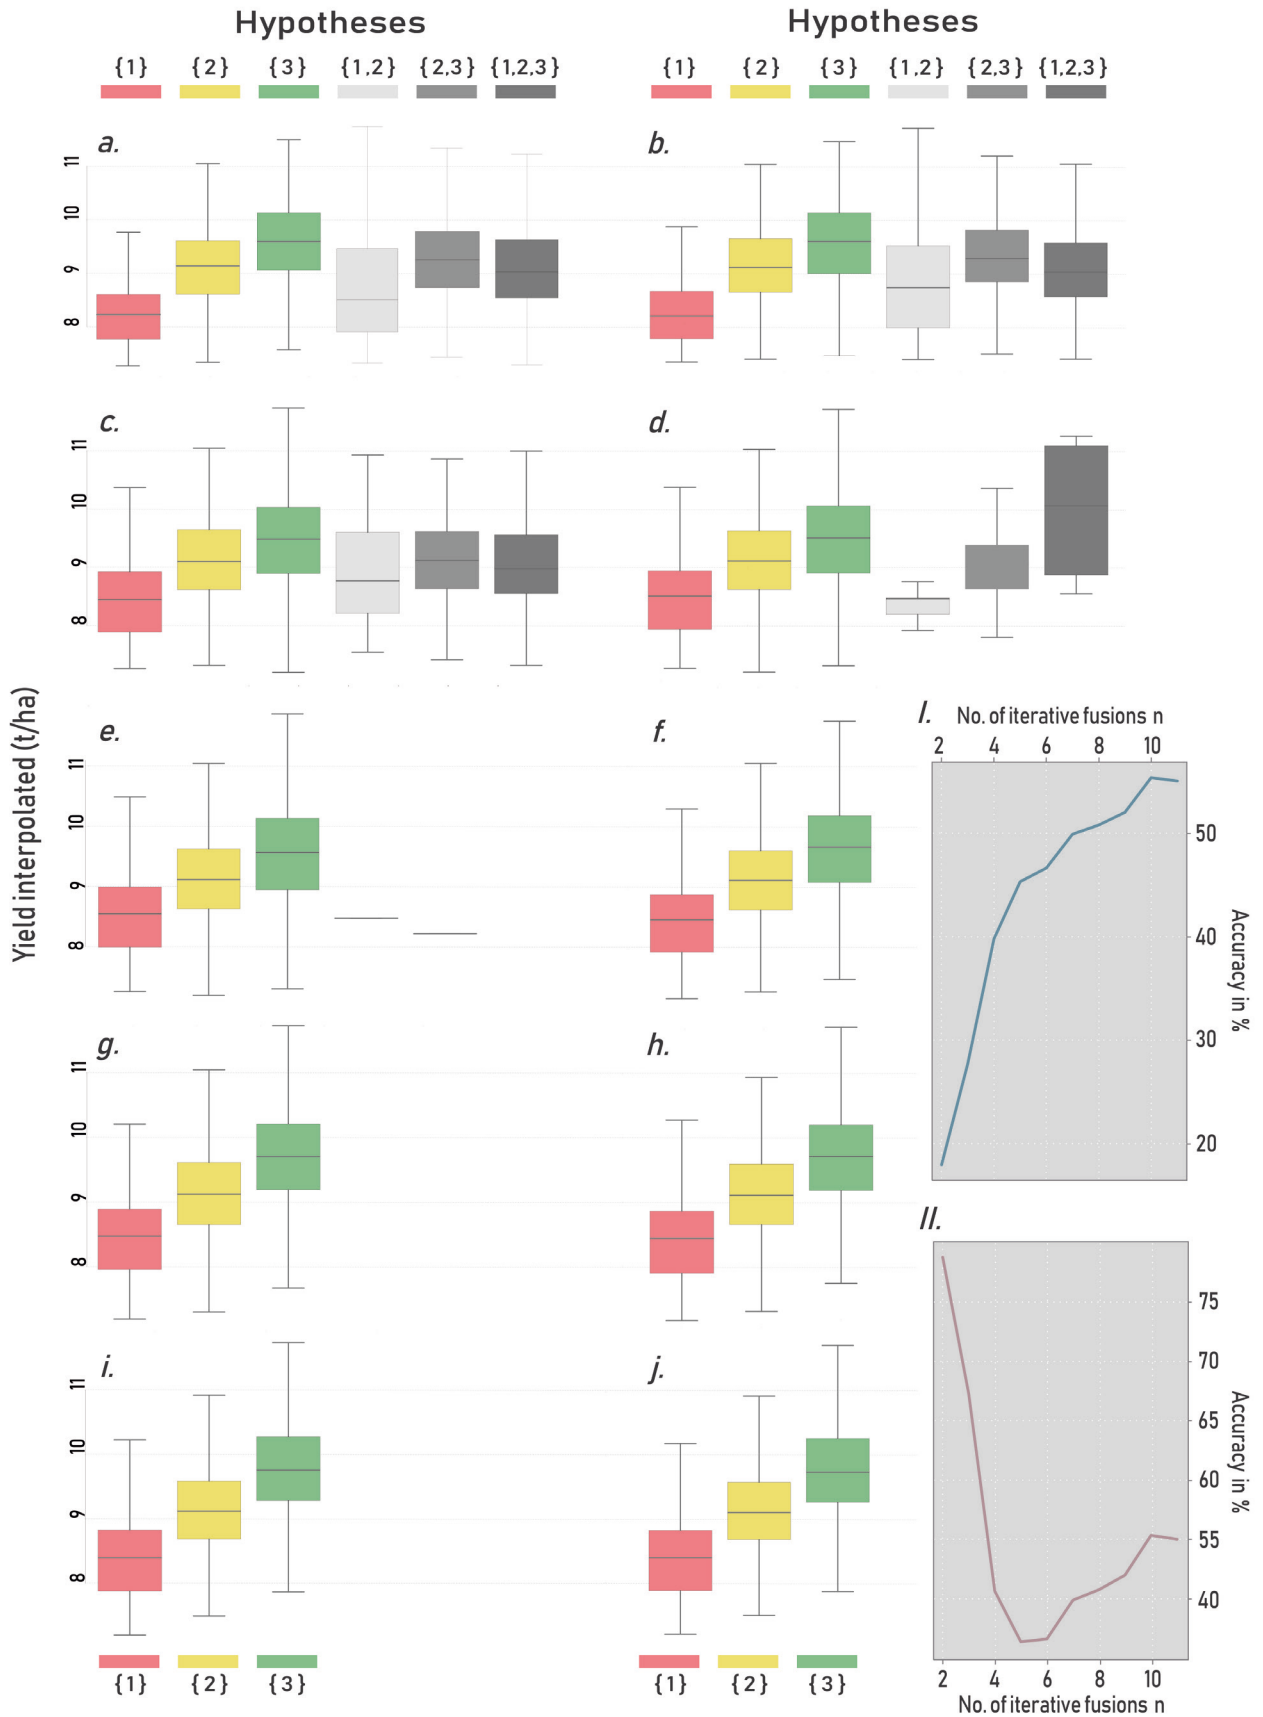 Hypotheses Hypotheses
{1} {2} {3} {1,2} {2,3} {1,2,3} {1} {2} {3} {1,2} {2,3} {1,2,3}
a. b.
11
10
9
8
c. d.
11
10
9
8
Yield interpolated (t/ha)
e. f.
11
10
9
8
g. h.
11
10
9
8
i. j.
11
10
9
8
{1} {2} {3} {1} {2} {3}
I. No. of iterative fusions n
2 4 6 8 10
50
40
30
20
Accuracy in %
II.
75
70
65
60
55
40
Accuracy in %
2 4 6 8 10
No. of iterative fusions n